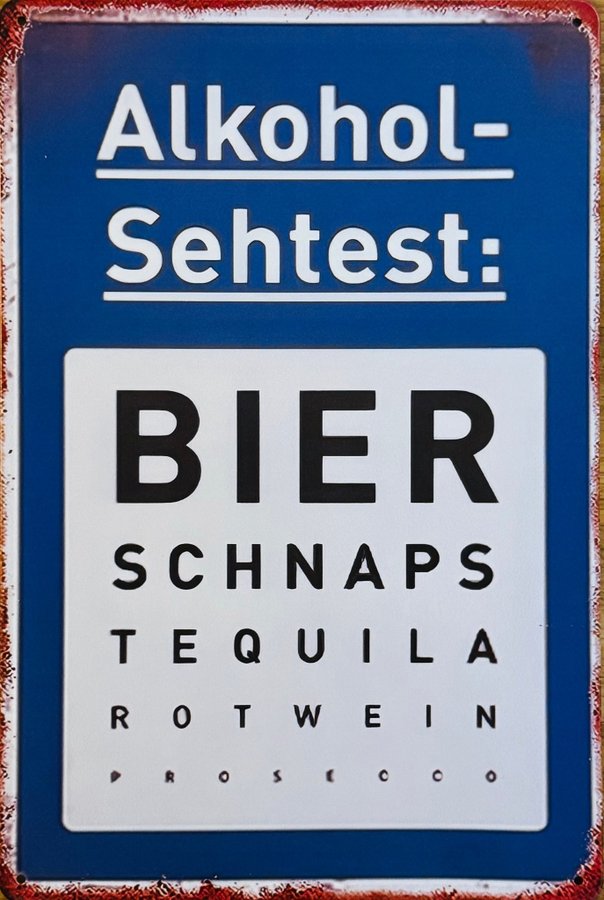 Alkohol-
Sehtest:
BIER
SCHNAPS
TEQUILA
ROTWEIN
PROSECCO